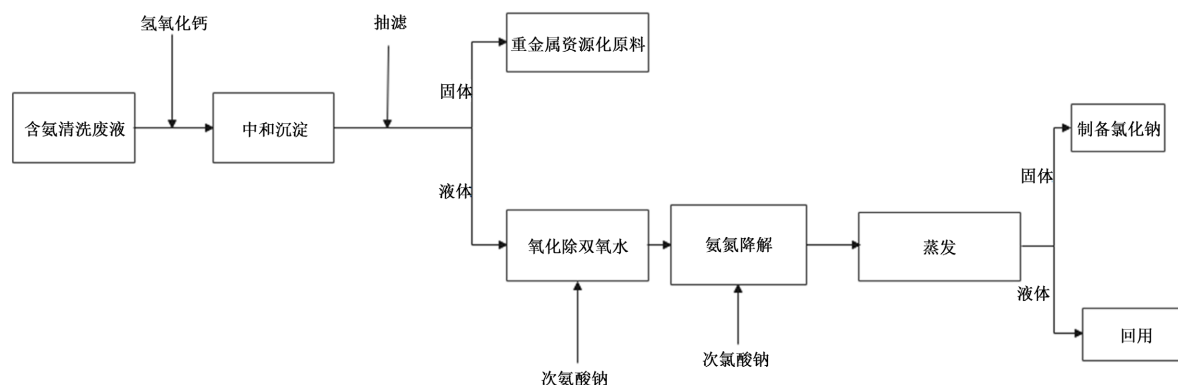 氢氧化钙
抽滤
重金属资源化原料
固体
含氨清洗废液
中和沉淀
制备氯化钠
固体
液体
氧化除双氧水
氨氮降解
蒸发
液体
回用
次氨酸钠
次氯酸钠